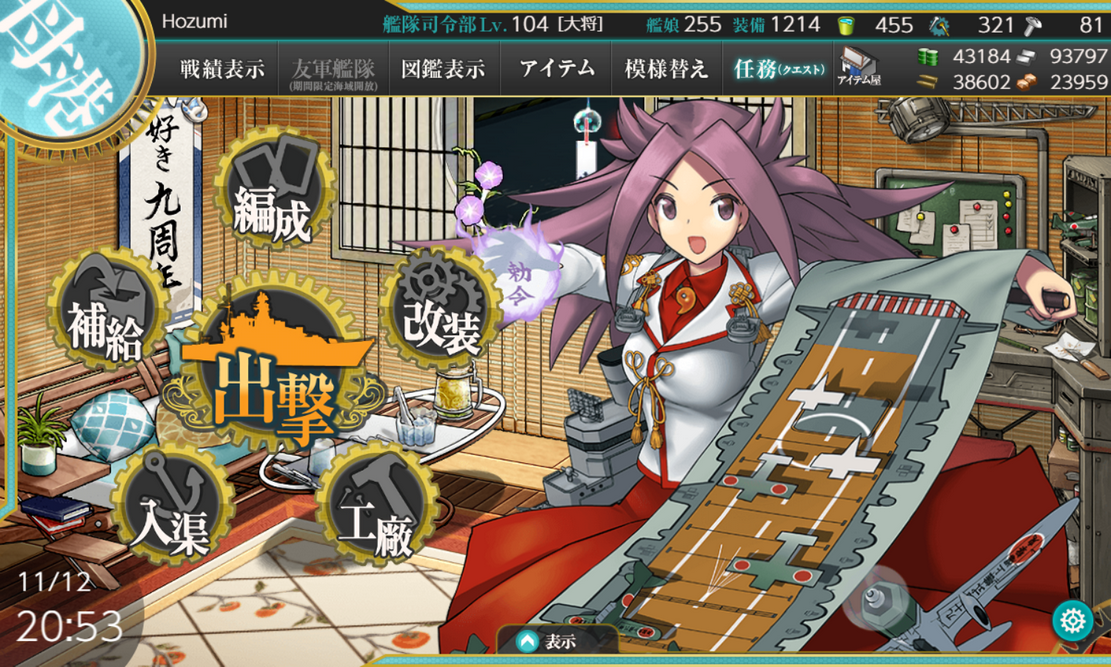 母港
Hozumi
艦隊司令部Lv. 104 [大将]
艦娘 255 装備 1214
455
321
81
戦績表示
友軍艦隊
(期間限定海域開放)
図鑑表示
アイテム
模様替え
任務(クエスト)
アイテム屋
43184
93797
38602
23959
好き 九周年
編成
補給
出撃
改装
勅令
入渠
工廠
11/12
20:53
表示